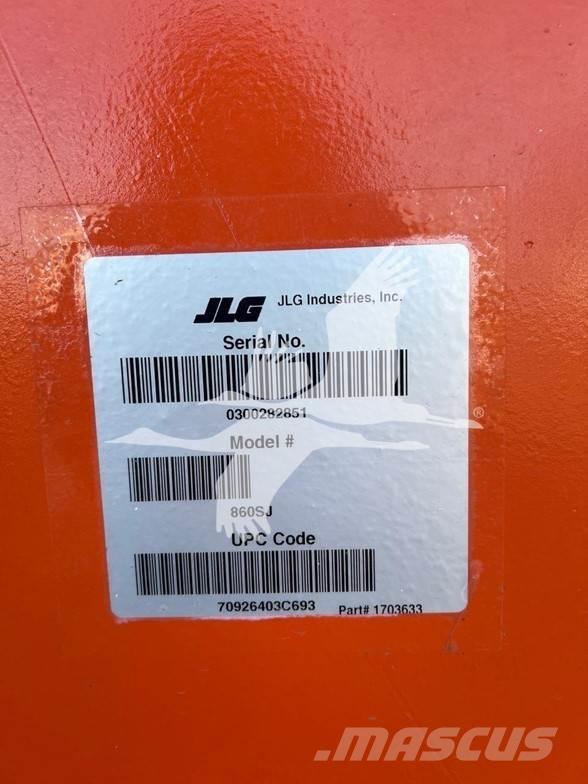 JLG JLG Industries, Inc.
Serial No.
0300282851
Model #
860SJ
UPC Code
70926403C693 Part# 1703633
®
MASCUS